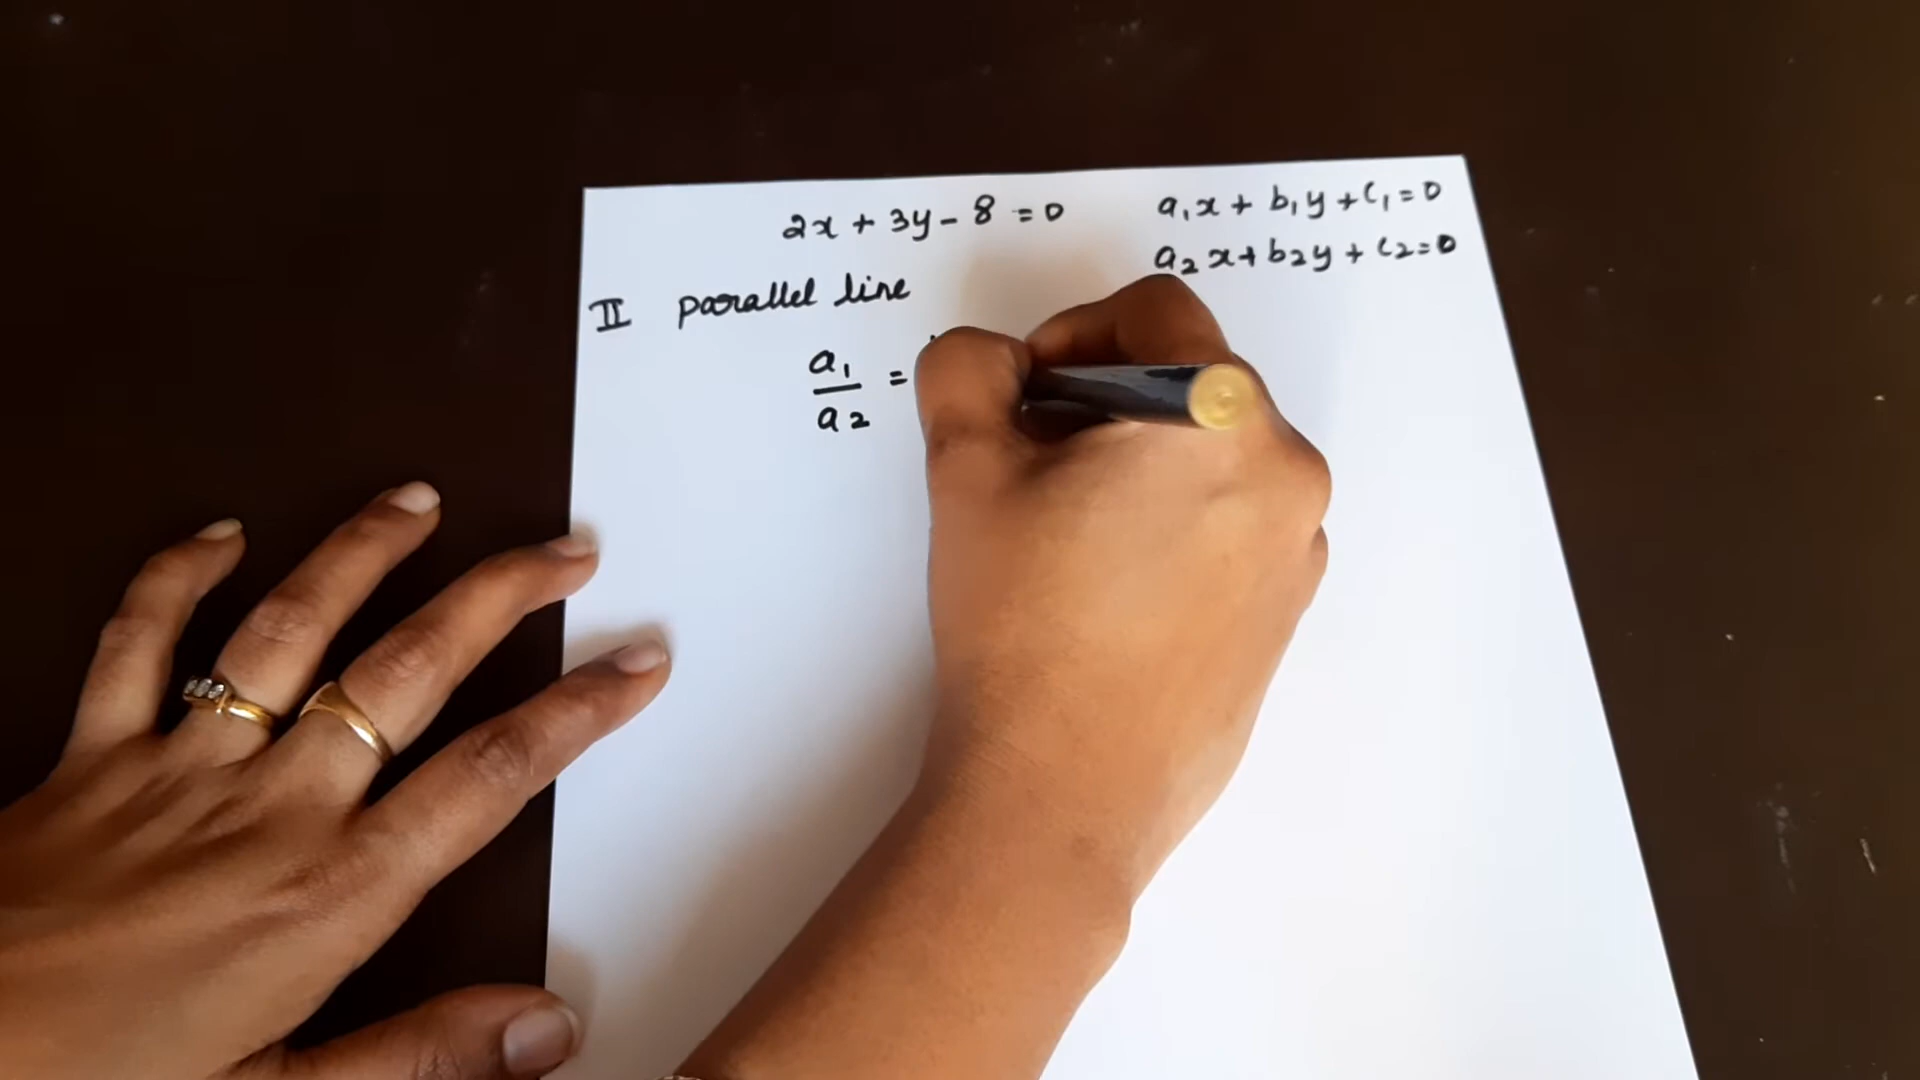 2x + 3y - 8 = 0
a₁x + b₁y + c₁ = 0
a₂x + b₂y + c₂ = 0
II parallel line
a₁/a₂ =